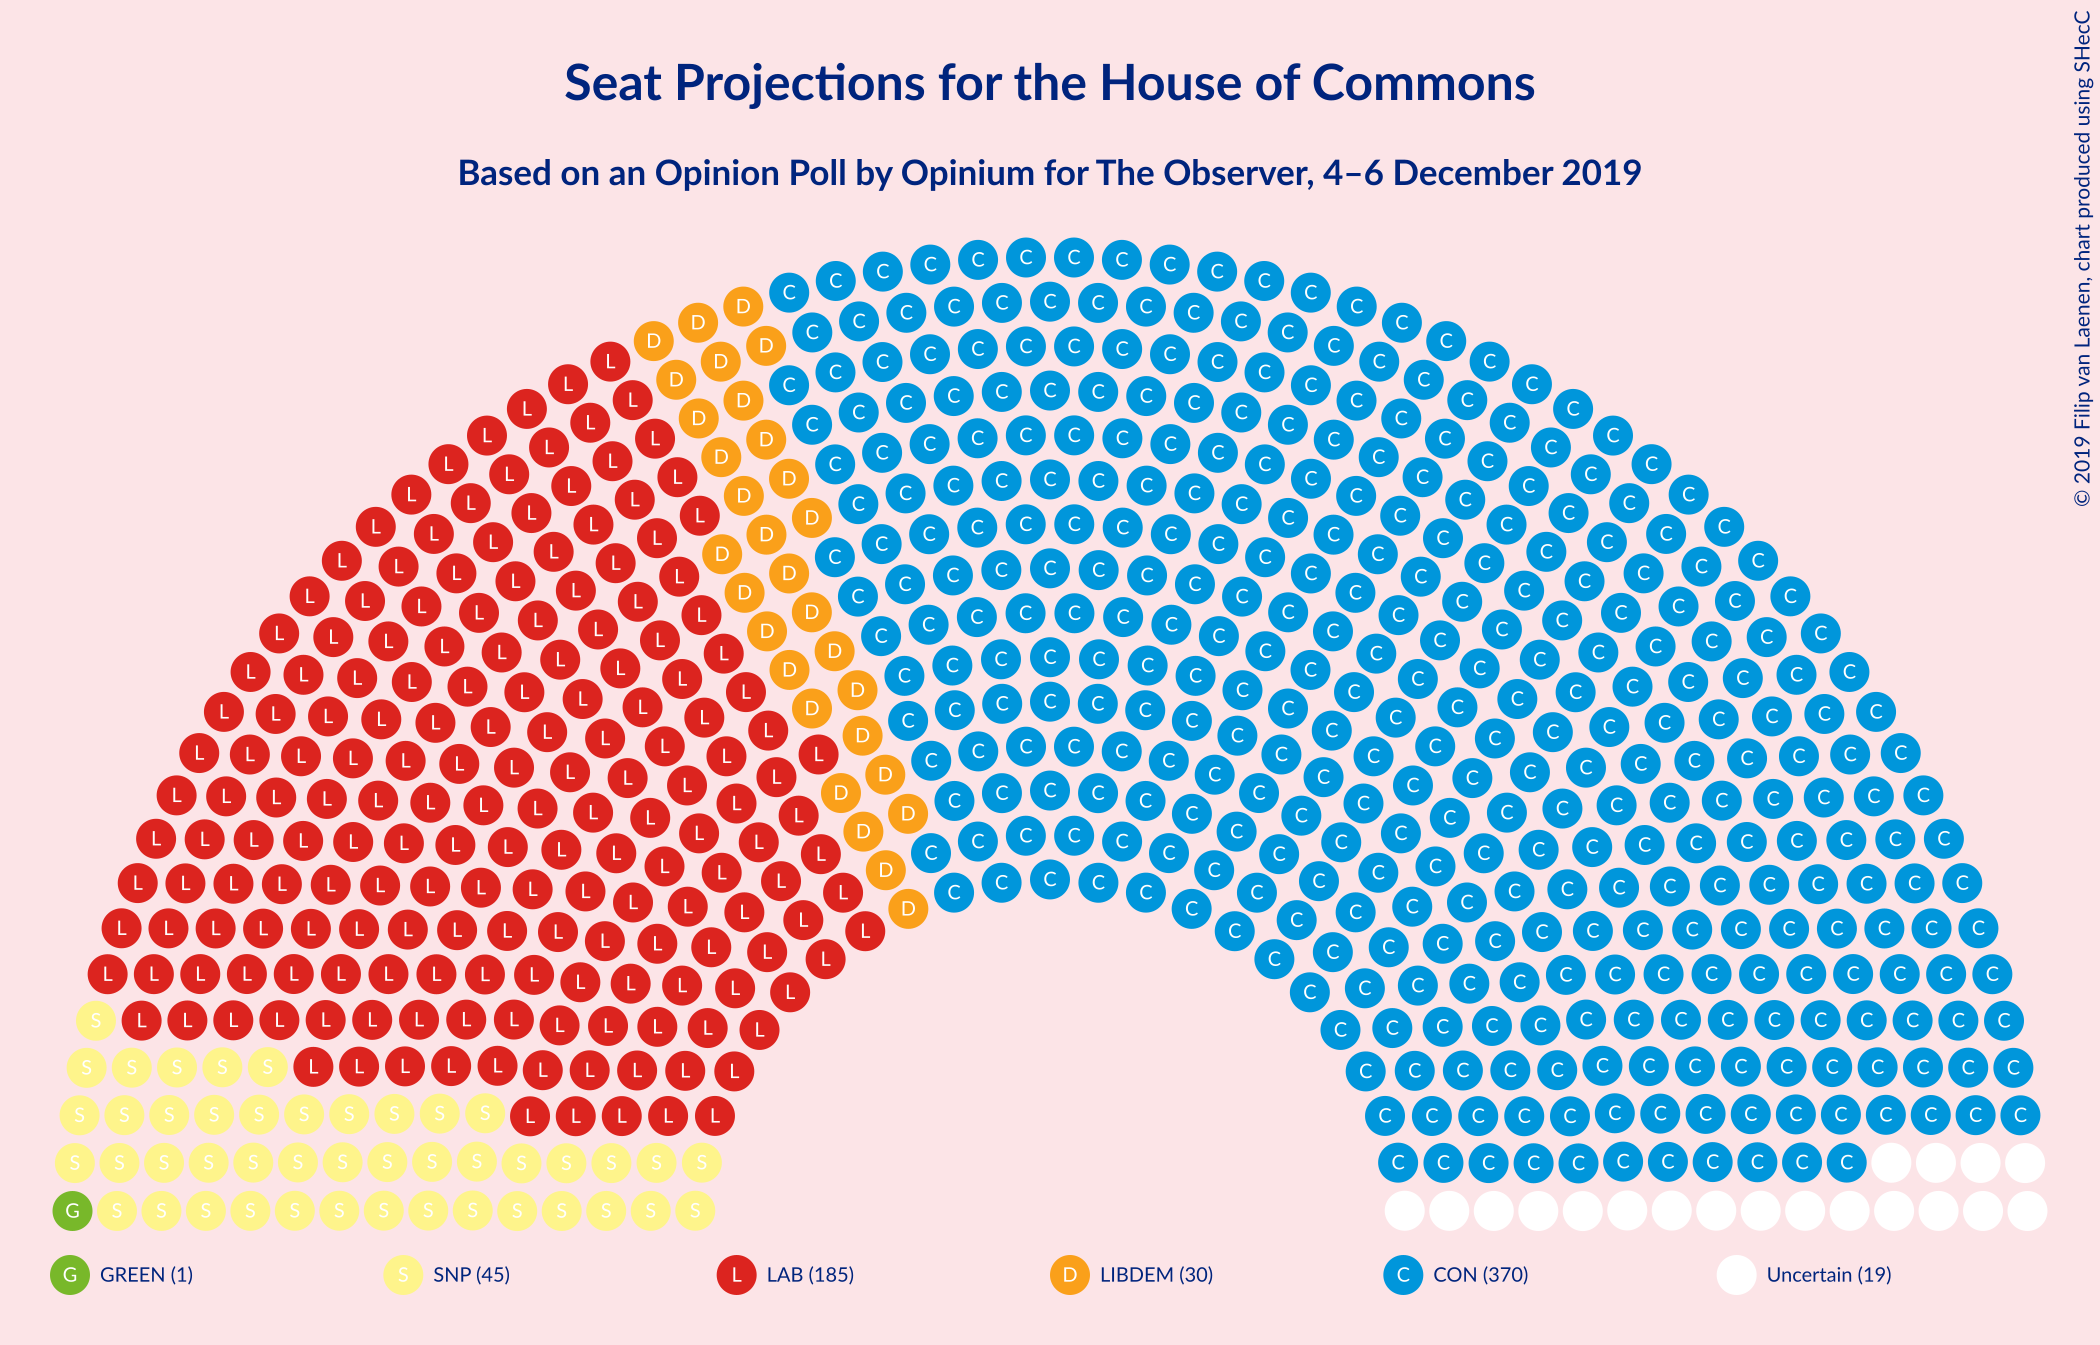 Seat Projections for the House of Commons
Based on an Opinion Poll by Opinium for The Observer, 4–6 December 2019
© 2019 Filip van Laenen, chart produced using SHecC
G GREEN (1)
S SNP (45)
L LAB (185)
D LIBDEM (30)
C CON (370)
Uncertain (19)